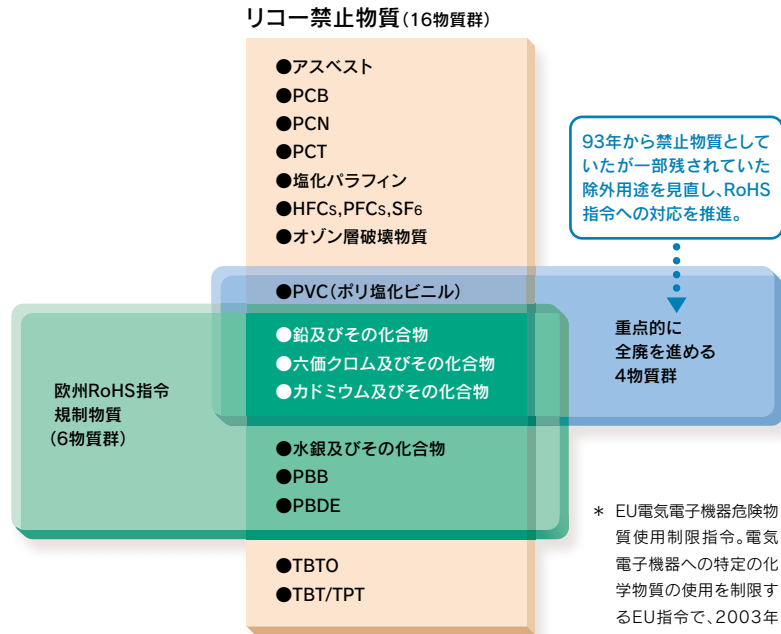 リコー禁止物質(16物質群)
●アスベスト
●PCB
●PCN
●PCT
●塩化パラフィン
●HFCs,PFCs,SF6
●オゾン層破壊物質
93年から禁止物質として
いたが一部残されていた
除外用途を見直し、RoHS
指令への対応を推進。
●PVC(ポリ塩化ビニル)
●鉛及びその化合物
●六価クロム及びその化合物
●カドミウム及びその化合物
重点的に
全廃を進める
4物質群
欧州RoHS指令
規制物質
(6物質群)
●水銀及びその化合物
●PBB
●PBDE
●TBTO
●TBT/TPT
＊ EU電気電子機器危険物
質使用制限指令。電気
電子機器への特定の化
学物質の使用を制限す
るEU指令で、2003年